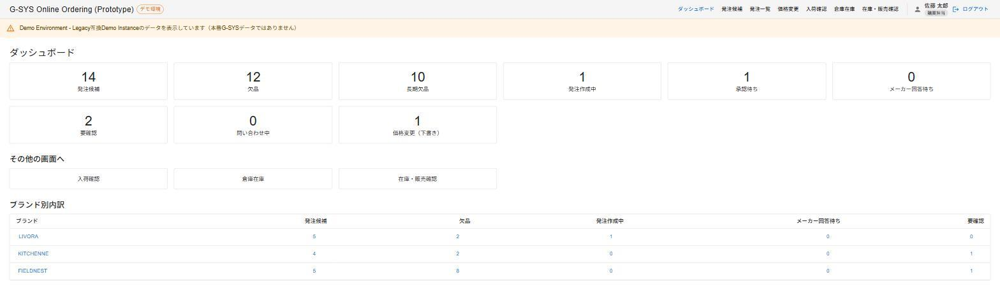 G-SYS Online Ordering (Prototype) デモ環境 ダッシュボード 発注候補 発注一覧 価格変更 入荷確認 倉庫在庫 在庫・販売確認 佐藤 太郎 購買担当 ログアウト
Demo Environment - Legacy互換Demo Instanceのデータを表示しています（本番G-SYSデータではありません）
ダッシュボード
14 12 10 1 1 0
発注候補 欠品 長期欠品 発注作成中 承認待ち メーカー回答待ち
2 0 1
要確認 問い合わせ中 価格変更（下書き）
その他の画面へ
入荷確認 倉庫在庫 在庫・販売確認
ブランド別内訳
ブランド 発注候補 欠品 発注作成中 メーカー回答待ち 要確認
LIVORA 5 2 1 0 0
KITCHENNE 4 2 0 0 1
FIELDNEST 5 8 0 0 1